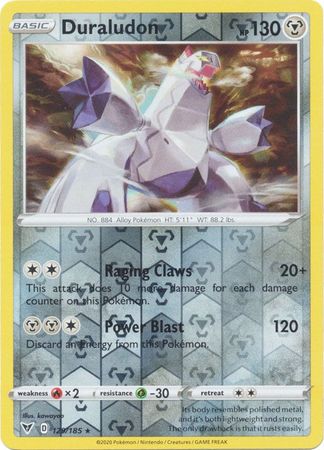 BASIC
Duraludon
HP 130
NO. 884 Alloy Pokémon HT: 5'11" WT: 88.2 lbs.
Raging Claws 20+
This attack does 10 more damage for each damage
counter on this Pokémon.
Power Blast 120
Discard an Energy from this Pokémon.
weakness ×2 resistance -30 retreat
Illus. kawayoo
D 129/185 ★
Its body resembles polished metal,
and it's both lightweight and strong.
The only drawback is that it rusts easily.
©2020 Pokémon / Nintendo / Creatures / GAME FREAK